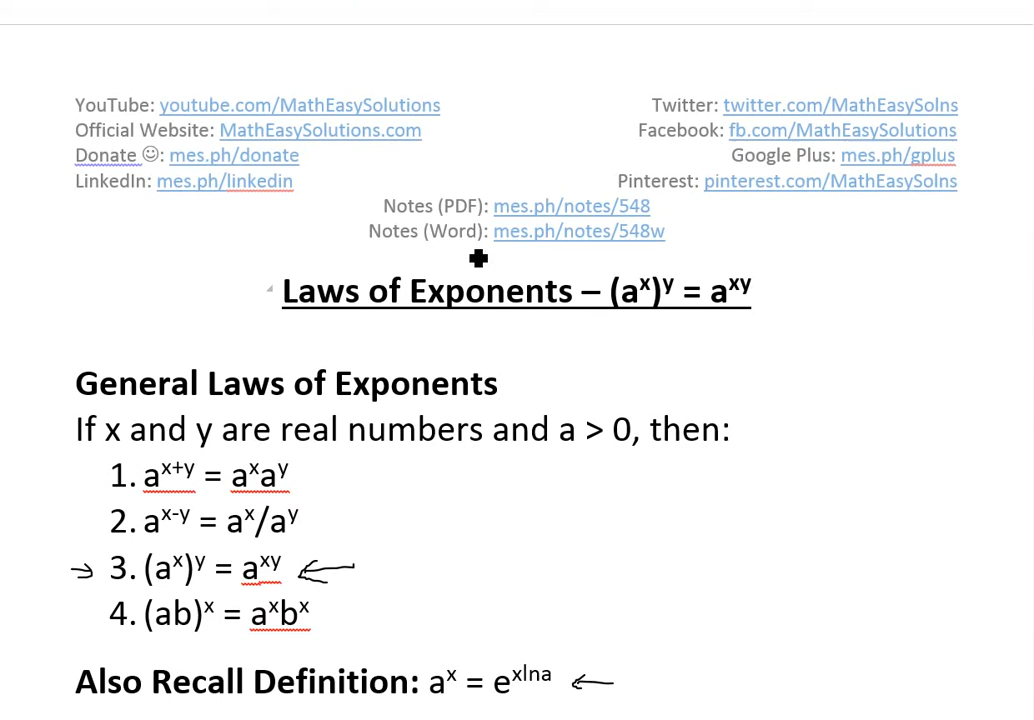 YouTube: youtube.com/MathEasySolutions Twitter: twitter.com/MathEasySolns
Official Website: MathEasySolutions.com Facebook: fb.com/MathEasySolutions
Donate ☺: mes.ph/donate Google Plus: mes.ph/gplus
LinkedIn: mes.ph/linkedin Pinterest: pinterest.com/MathEasySolns
Notes (PDF): mes.ph/notes/548
Notes (Word): mes.ph/notes/548w
Laws of Exponents – (aˣ)ʸ = aˣʸ
General Laws of Exponents
If x and y are real numbers and a > 0, then:
1. aˣ⁺ʸ = aˣaʸ
2. aˣ⁻ʸ = aˣ/aʸ
→ 3. (aˣ)ʸ = aˣʸ ←
4. (ab)ˣ = aˣbˣ
Also Recall Definition: aˣ = eˣˡⁿᵃ ←